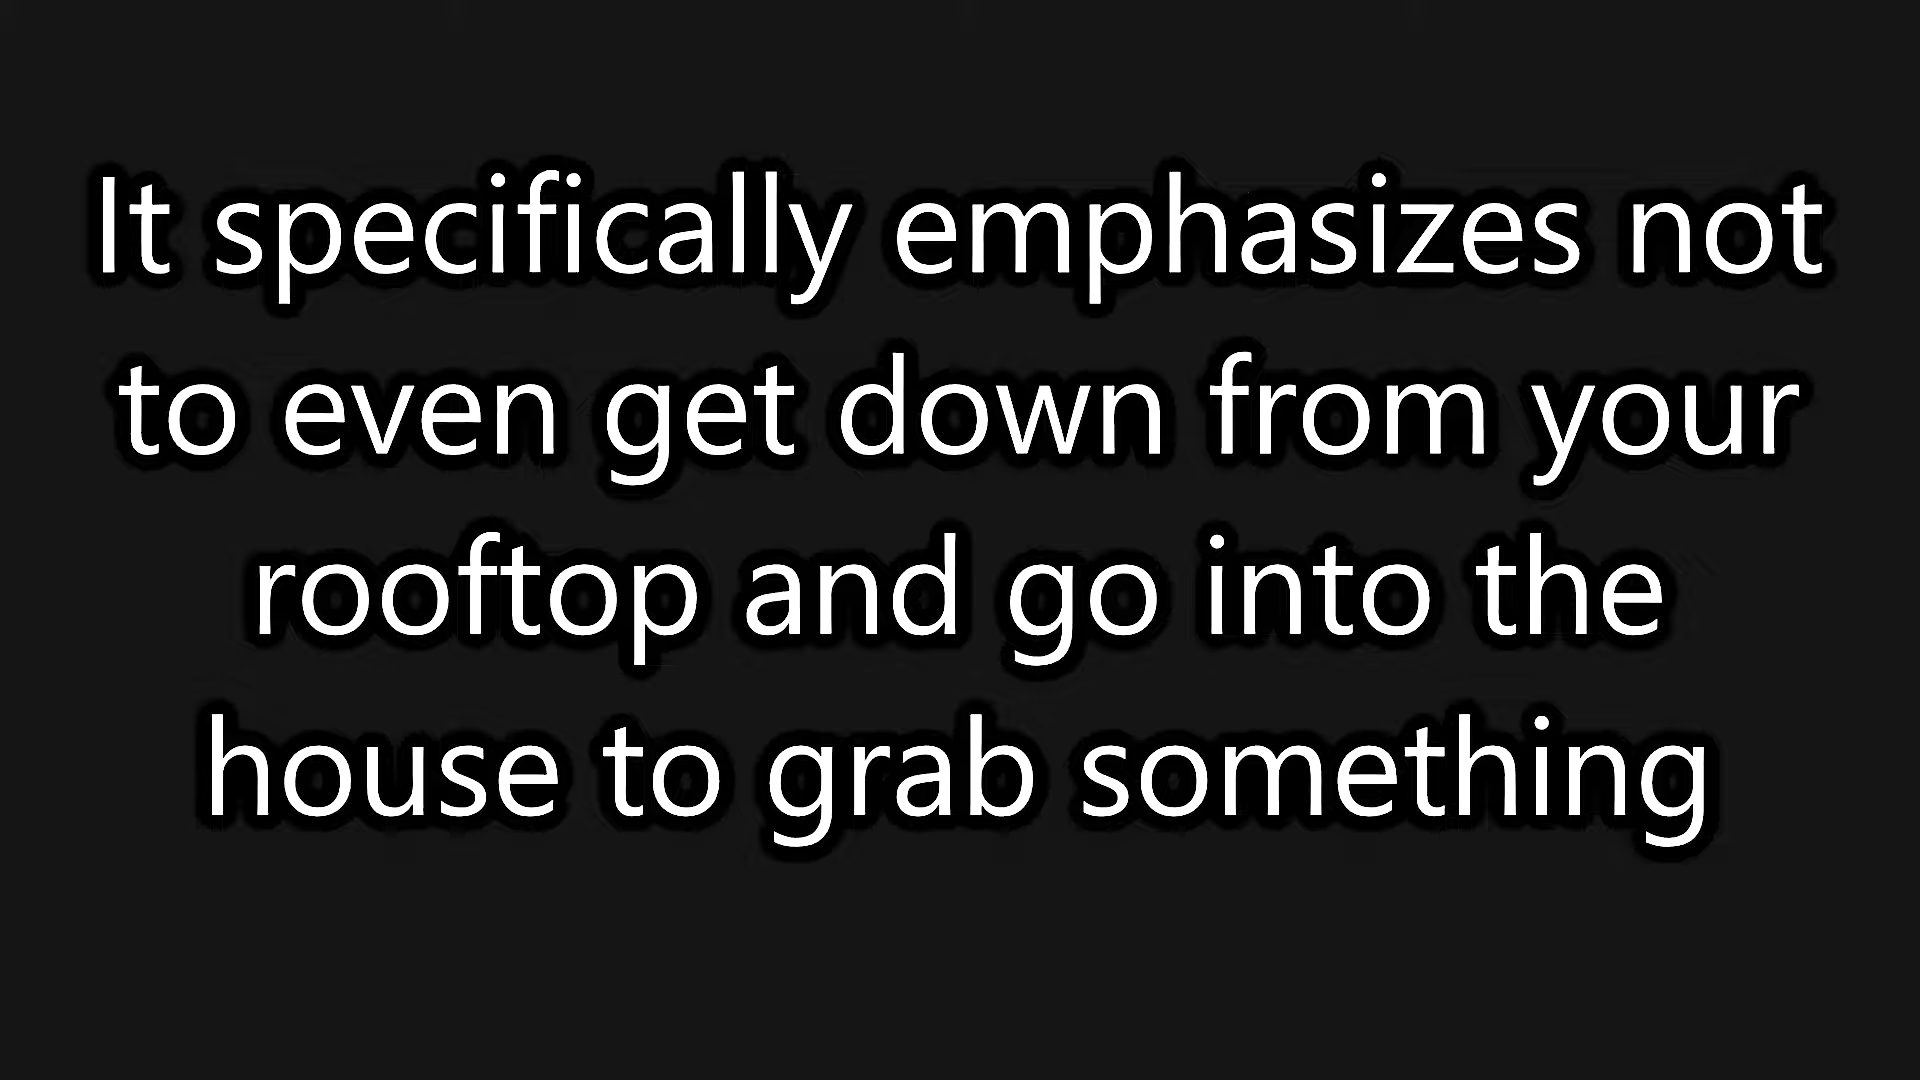 It specifically emphasizes not
to even get down from your
rooftop and go into the
house to grab something